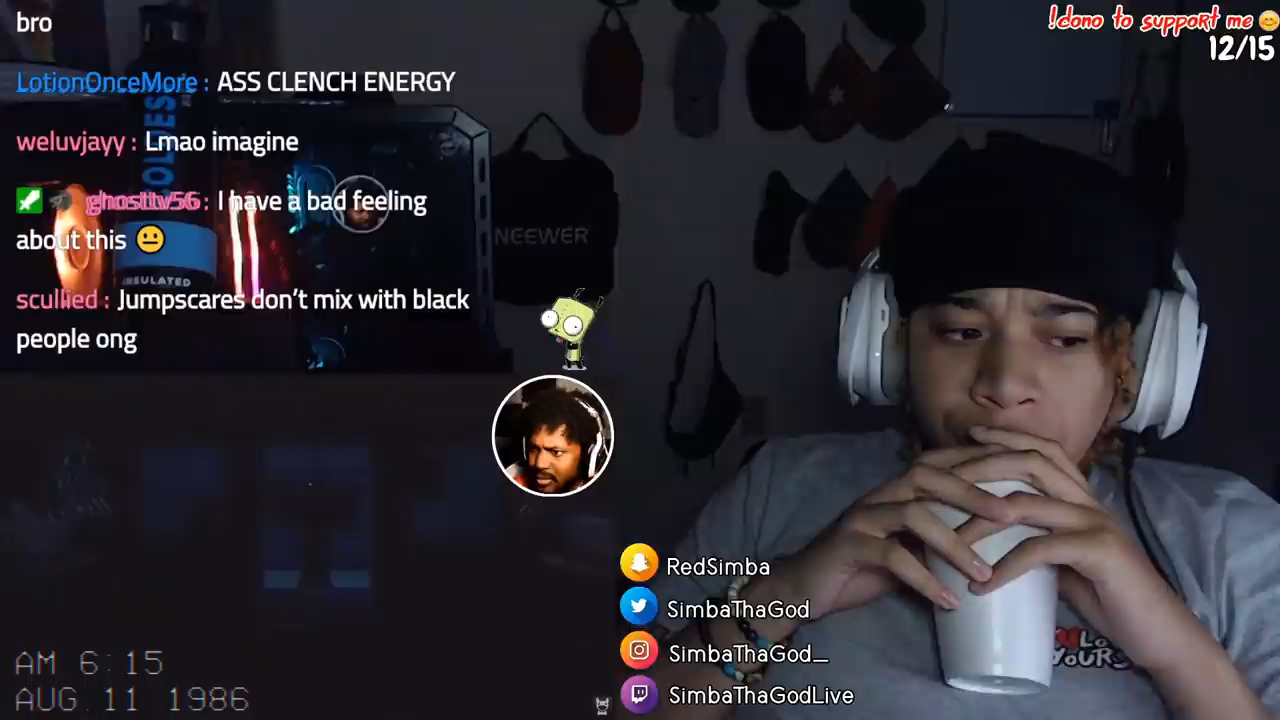 bro
LotionOnceMore : ASS CLENCH ENERGY
weluvjayy : Lmao imagine
ghosttv56 : I have a bad feeling
about this 😐
scullied : Jumpscares don't mix with black
people ong
!dono to support me 😊
12/15
NEEWER
RedSimba
SimbaThaGod
SimbaThaGod_
SimbaThaGodLive
AM 6:15
AUG. 11 1986